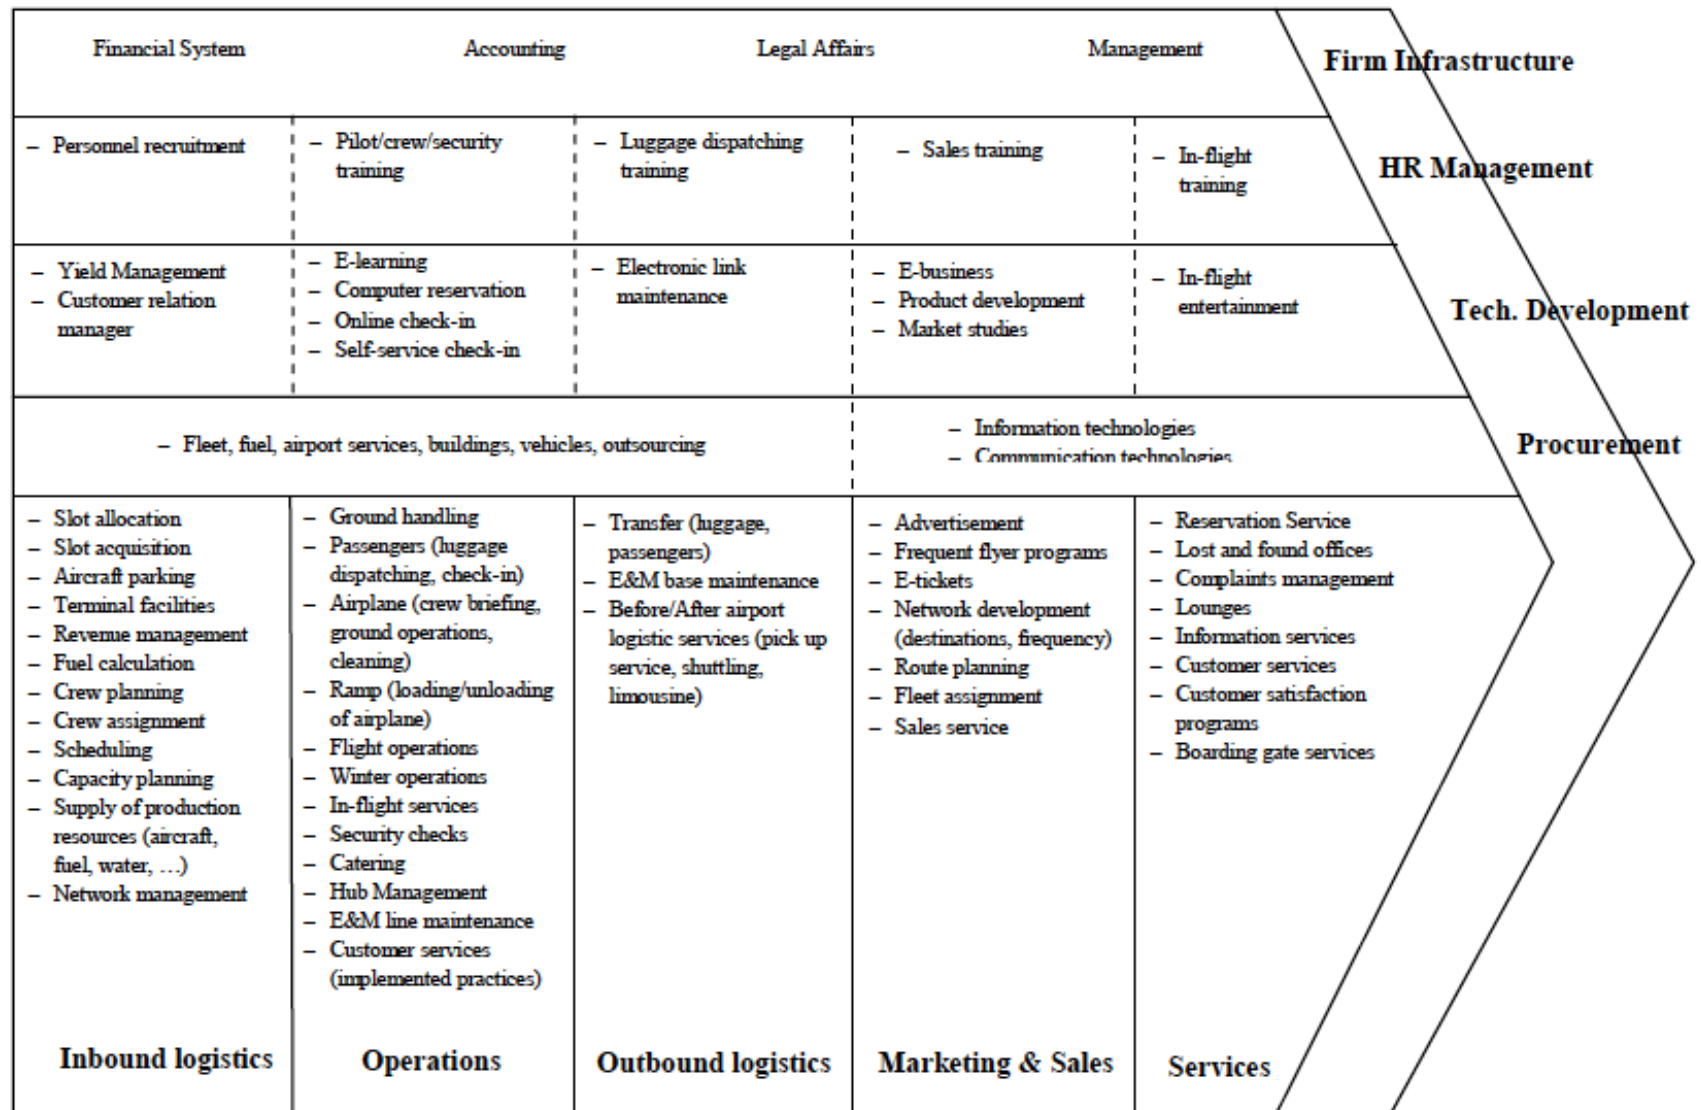 Financial System Accounting Legal Affairs Management Firm Infrastructure
– Personnel recruitment
– Pilot/crew/security
training
– Luggage dispatching
training
– Sales training
– In-flight
training
HR Management
– Yield Management
– Customer relation
manager
– E-learning
– Computer reservation
– Online check-in
– Self-service check-in
– Electronic link
maintenance
– E-business
– Product development
– Market studies
– In-flight
entertainment
Tech. Development
– Fleet, fuel, airport services, buildings, vehicles, outsourcing
– Information technologies
– Communication technologies
Procurement
– Slot allocation
– Slot acquisition
– Aircraft parking
– Terminal facilities
– Revenue management
– Fuel calculation
– Crew planning
– Crew assignment
– Scheduling
– Capacity planning
– Supply of production
resources (aircraft,
fuel, water, …)
– Network management
Inbound logistics
– Ground handling
– Passengers (luggage
dispatching, check-in)
– Airplane (crew briefing,
ground operations,
cleaning)
– Ramp (loading/unloading
of airplane)
– Flight operations
– Winter operations
– In-flight services
– Security checks
– Catering
– Hub Management
– E&M line maintenance
– Customer services
(implemented practices)
Operations
– Transfer (luggage,
passengers)
– E&M base maintenance
– Before/After airport
logistic services (pick up
service, shuttling,
limousine)
Outbound logistics
– Advertisement
– Frequent flyer programs
– E-tickets
– Network development
(destinations, frequency)
– Route planning
– Fleet assignment
– Sales service
Marketing & Sales
– Reservation Service
– Lost and found offices
– Complaints management
– Lounges
– Information services
– Customer services
– Customer satisfaction
programs
– Boarding gate services
Services